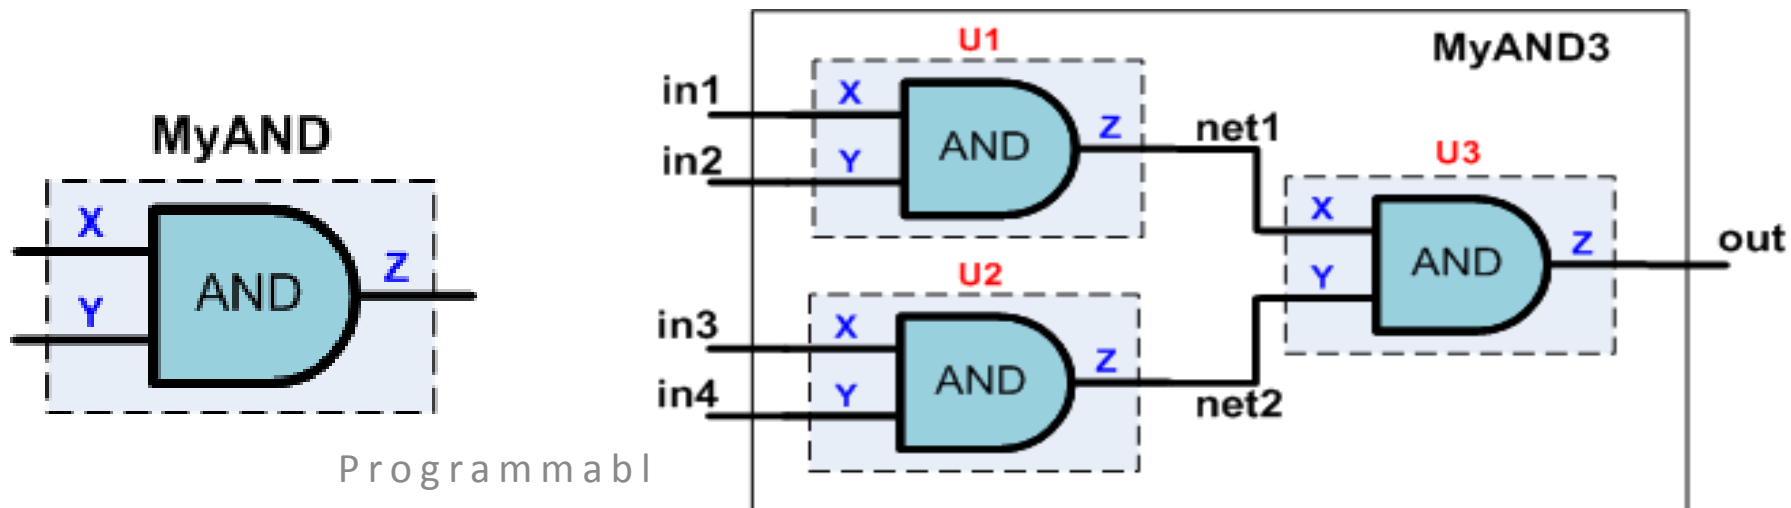 MyAND
X
Y
AND
Z
Programmabl
MyAND3
U1
in1
in2
X
Y
AND
Z
net1
U2
in3
in4
X
Y
AND
Z
net2
U3
X
Y
AND
Z
out